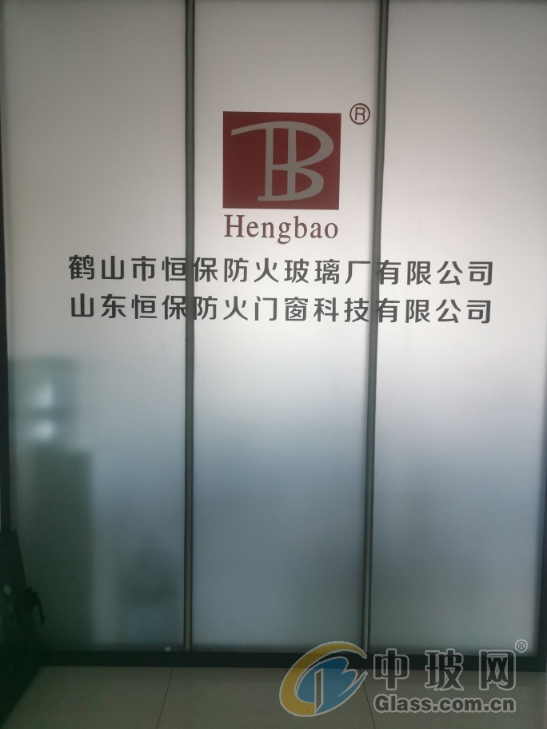 ®
Hengbao
鹤山市恒保防火玻璃厂有限公司
山东恒保防火门窗科技有限公司
中玻网®
Glass.com.cn